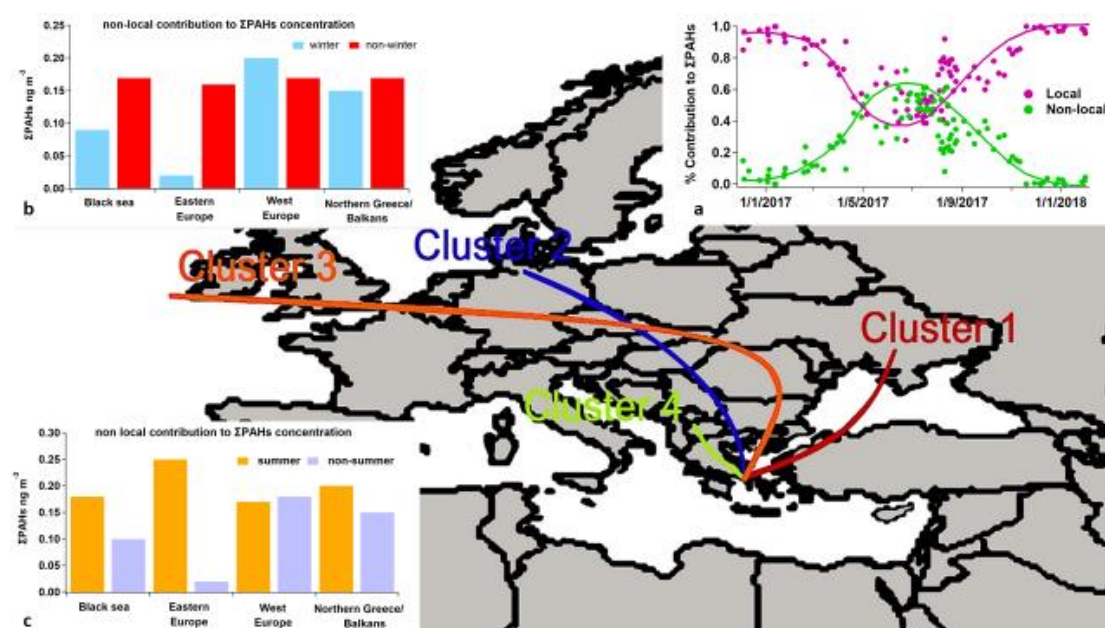 non-local contribution to ΣPAHs concentration
winter
non-winter
ΣPAHs ng m⁻³
0.25
0.20
0.15
0.10
0.05
0.00
Black sea
Eastern
Europe
West
Europe
Northern Greece/
Balkans
b
% Contribution to ΣPAHs
1.0
0.8
0.6
0.4
0.2
0.0
Local
Non-local
1/1/2017
1/5/2017
1/9/2017
1/1/2018
a
Cluster 3
Cluster 2
Cluster 1
Cluster 4
non local contribution to ΣPAHs concentration
summer
non-summer
ΣPAHs ng m⁻³
0.30
0.25
0.20
0.15
0.10
0.05
0.00
Black sea
Eastern
Europe
West
Europe
Northern Greece/
Balkans
c